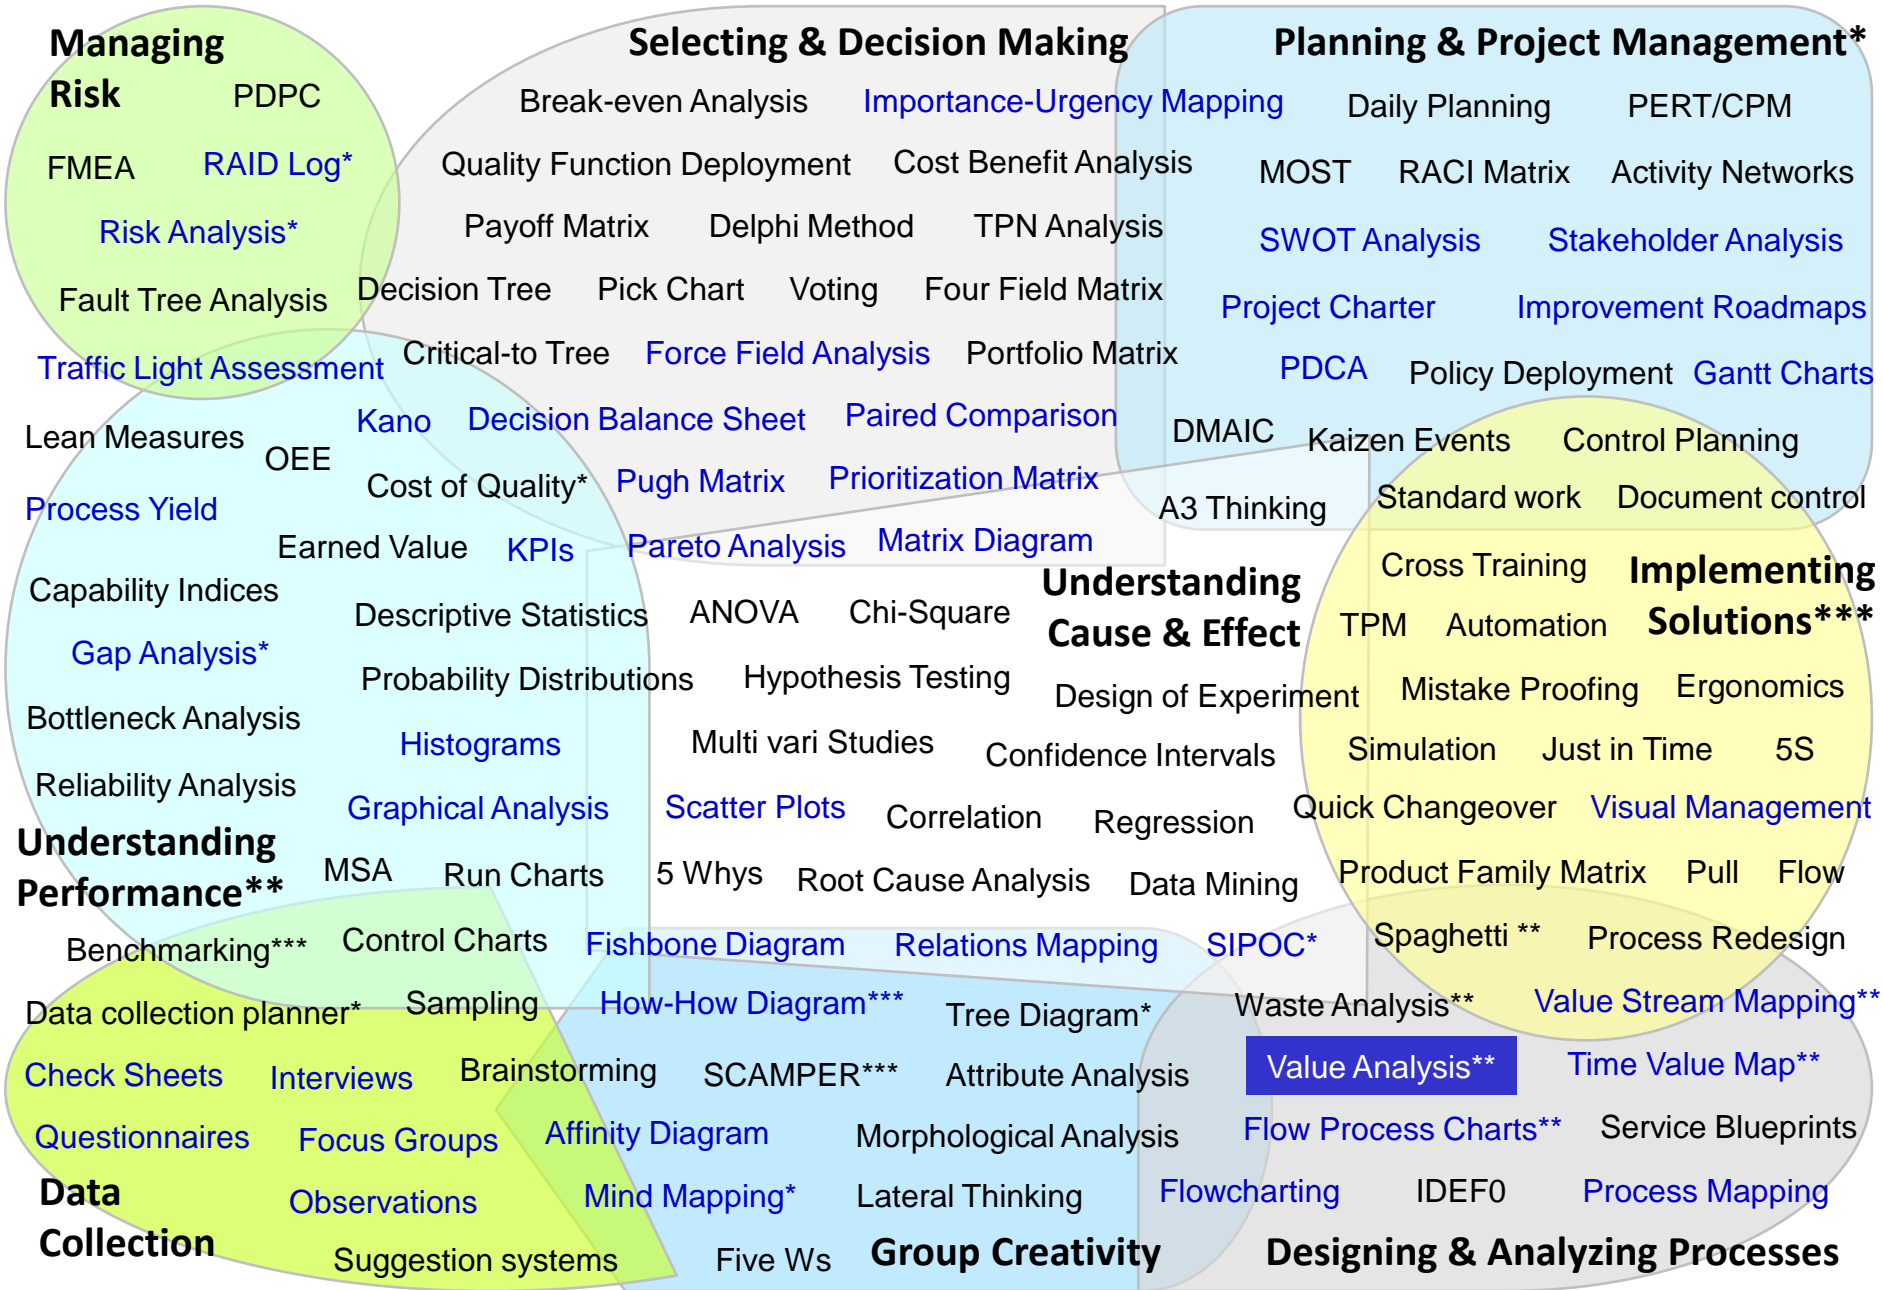 Managing
Risk
Selecting & Decision Making
Planning & Project Management*
PDPC
Break-even Analysis
Importance-Urgency Mapping
Daily Planning
PERT/CPM
FMEA
RAID Log*
Quality Function Deployment
Cost Benefit Analysis
MOST
RACI Matrix
Activity Networks
Risk Analysis*
Payoff Matrix
Delphi Method
TPN Analysis
SWOT Analysis
Stakeholder Analysis
Fault Tree Analysis
Decision Tree
Pick Chart
Voting
Four Field Matrix
Project Charter
Improvement Roadmaps
Traffic Light Assessment
Critical-to Tree
Force Field Analysis
Portfolio Matrix
PDCA
Policy Deployment
Gantt Charts
Lean Measures
OEE
Kano
Decision Balance Sheet
Paired Comparison
DMAIC
Kaizen Events
Control Planning
Process Yield
Cost of Quality*
Pugh Matrix
Prioritization Matrix
A3 Thinking
Standard work
Document control
Earned Value
KPIs
Pareto Analysis
Matrix Diagram
Understanding
Cause & Effect
Cross Training
Implementing
Solutions***
Capability Indices
Descriptive Statistics
ANOVA
Chi-Square
TPM
Automation
Gap Analysis*
Probability Distributions
Hypothesis Testing
Design of Experiment
Mistake Proofing
Ergonomics
Bottleneck Analysis
Histograms
Multi vari Studies
Confidence Intervals
Simulation
Just in Time
5S
Reliability Analysis
Graphical Analysis
Scatter Plots
Correlation
Regression
Quick Changeover
Visual Management
Understanding
Performance**
MSA
Run Charts
5 Whys
Root Cause Analysis
Data Mining
Product Family Matrix
Pull
Flow
Benchmarking***
Control Charts
Fishbone Diagram
Relations Mapping
SIPOC*
Spaghetti **
Process Redesign
Data collection planner*
Sampling
How-How Diagram***
Tree Diagram*
Waste Analysis**
Value Stream Mapping**
Check Sheets
Interviews
Brainstorming
SCAMPER***
Attribute Analysis
Value Analysis**
Time Value Map**
Questionnaires
Focus Groups
Affinity Diagram
Morphological Analysis
Flow Process Charts**
Service Blueprints
Data
Collection
Observations
Mind Mapping*
Lateral Thinking
Flowcharting
IDEF0
Process Mapping
Suggestion systems
Five Ws
Group Creativity
Designing & Analyzing Processes